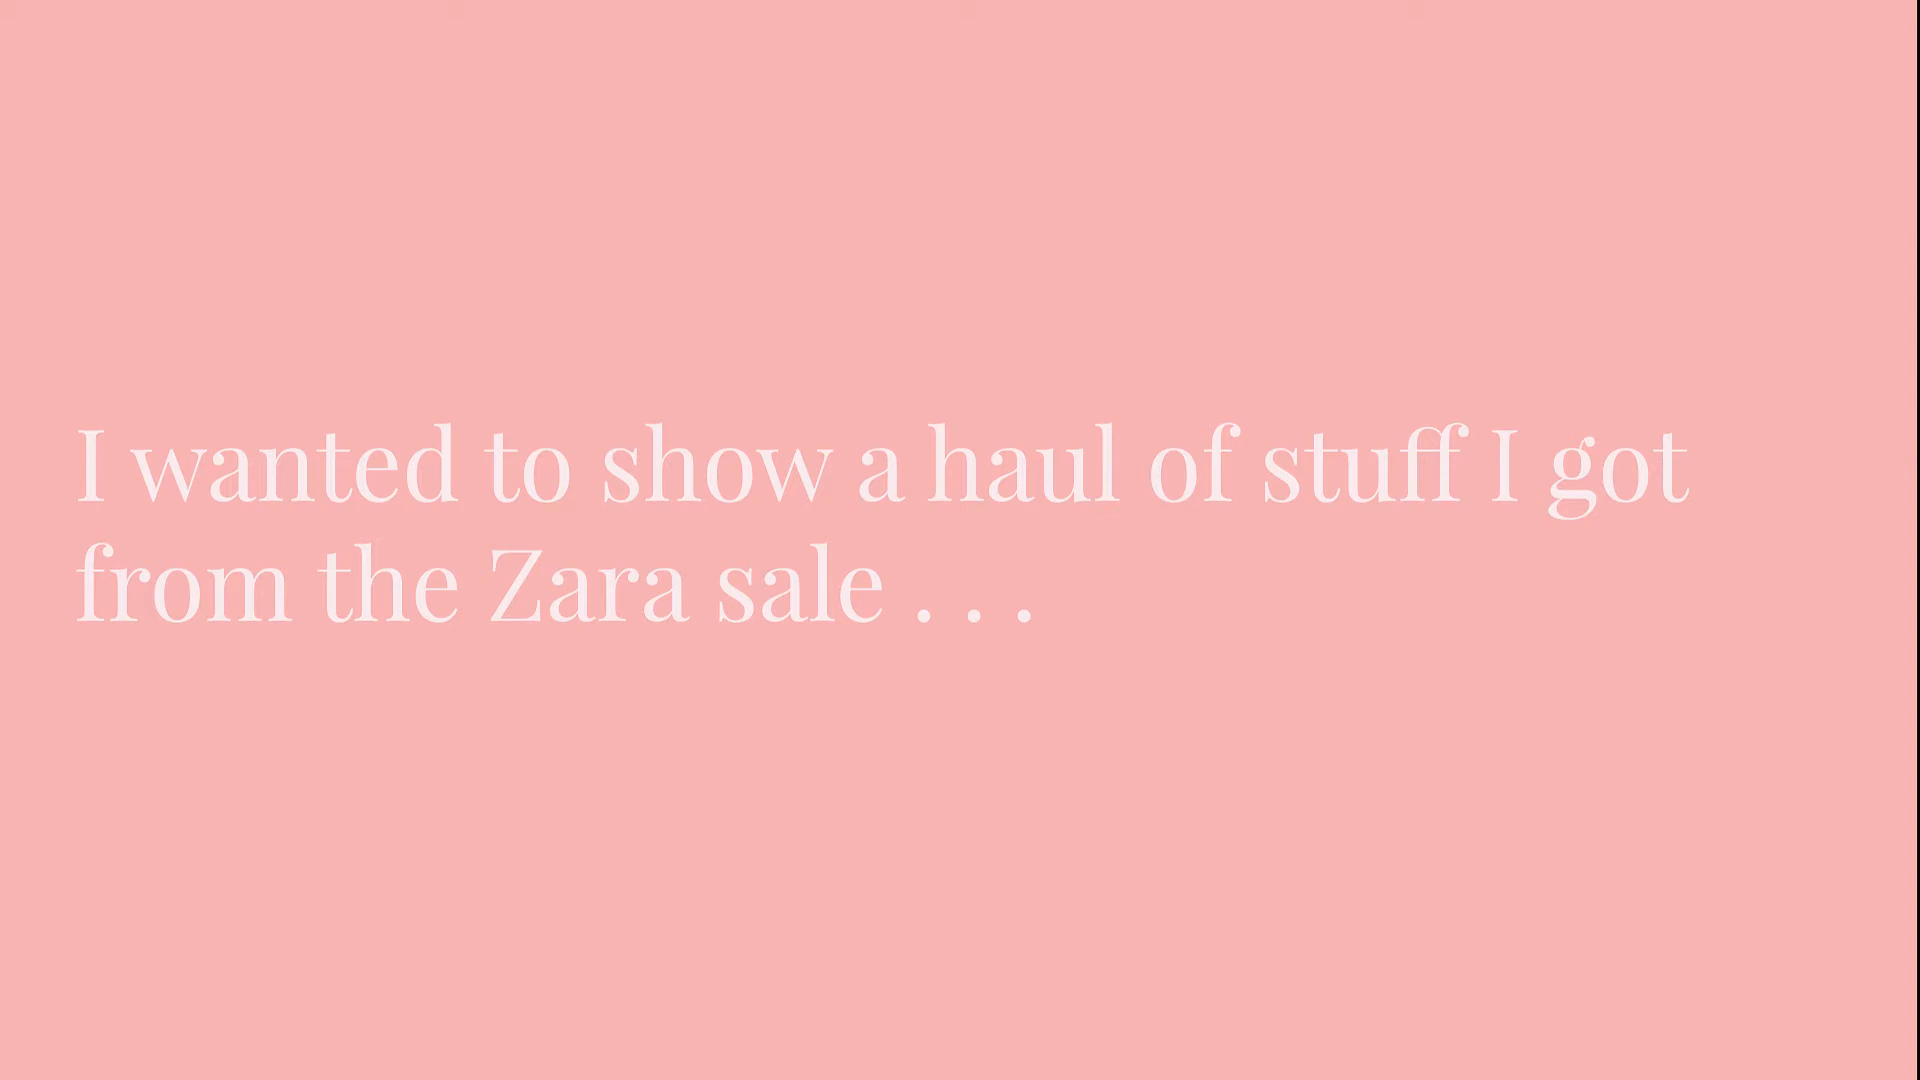 I wanted to show a haul of stuff I got
from the Zara sale . . .